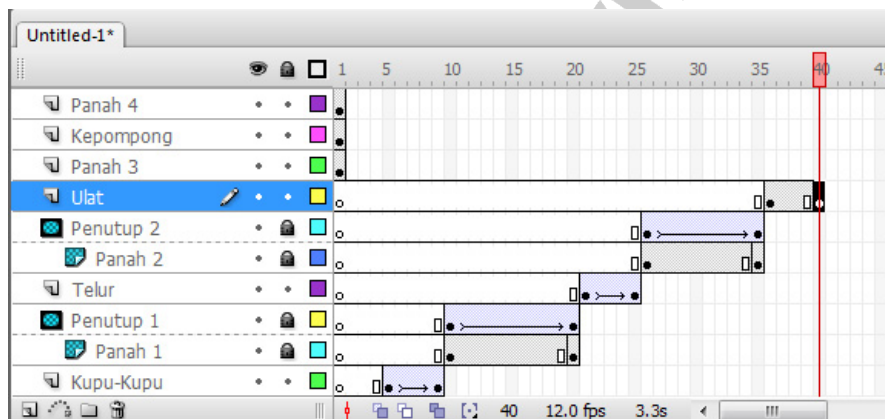 Untitled-1*
1 5 10 15 20 25 30 35 40
Panah 4
Kepompong
Panah 3
Ulat
Penutup 2
Panah 2
Telur
Penutup 1
Panah 1
Kupu-Kupu
40 12.0 fps 3.3s